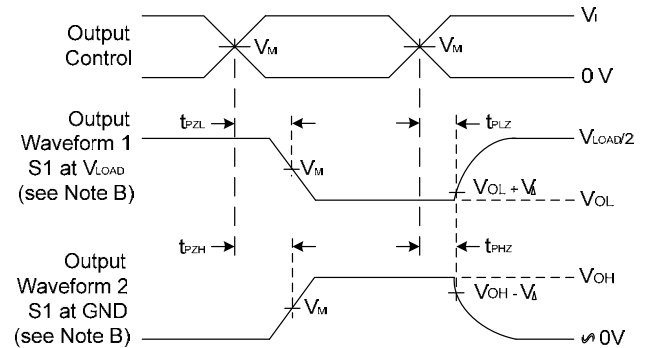 Output
Control
VM
VM
VI
0 V
Output
Waveform 1
S1 at VLOAD
(see Note B)
tPZL
VM
tPLZ
VLOAD/2
VOL + VΔ
VOL
Output
Waveform 2
S1 at GND
(see Note B)
tPZH
VM
tPHZ
VOH
VOH - VΔ
∽0V